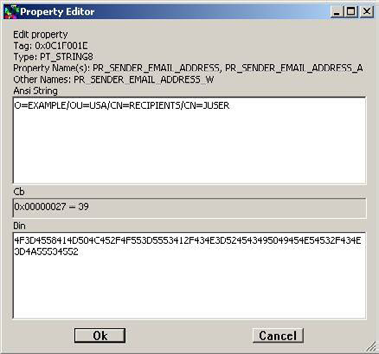 Property Editor
Edit property
Tag: 0x0C1F001E
Type: PT_STRING8
Property Name(s): PR_SENDER_EMAIL_ADDRESS, PR_SENDER_EMAIL_ADDRESS_A
Other Names: PR_SENDER_EMAIL_ADDRESS_W
Ansi String
O=EXAMPLE/OU=USA/CN=RECIPIENTS/CN=JUSER
Cb
0x00000027 = 39
Bin
4F3D4558414D504C452F4F553D5553412F434E3D524543495049454E54532F434E
3D4A55534552
Ok
Cancel